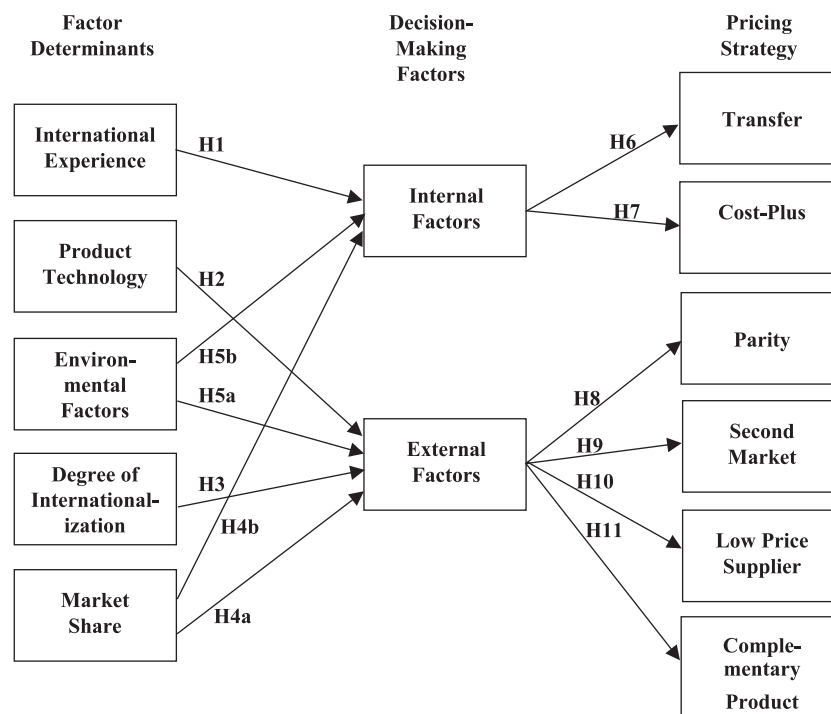 Factor
Determinants
Decision-
Making
Factors
Pricing
Strategy
International
Experience
Product
Technology
Environ-
mental
Factors
Degree of
International-
ization
Market
Share
H1
H2
H5b
H5a
H3
H4b
H4a
Internal
Factors
External
Factors
H6
H7
H8
H9
H10
H11
Transfer
Cost-Plus
Parity
Second
Market
Low Price
Supplier
Comple-
mentary
Product